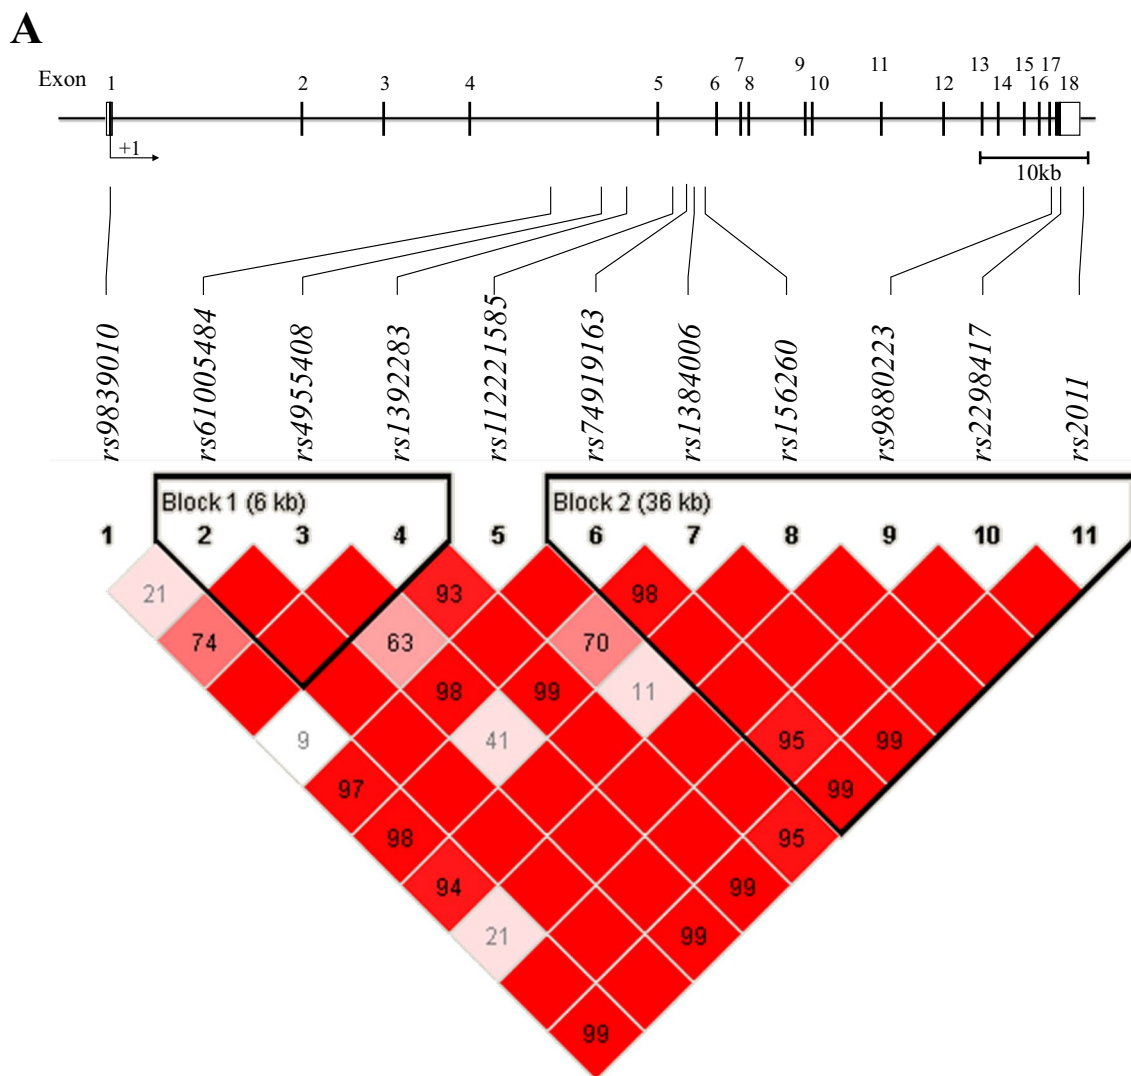 A
Exon 1 2 3 4 5 6 7 8 9 10 11 12 13 14 15 16 17 18
+1
10kb
rs9839010
rs61005484
rs4955408
rs1392283
rs112221585
rs74919163
rs1384006
rs156260
rs9880223
rs2298417
rs2011
Block 1 (6 kb)
Block 2 (36 kb)
1 2 3 4 5 6 7 8 9 10 11
21 93 98
74 63 70
98 99 11
9 41 95 99
97 99
98 95
94 99
21 99
99